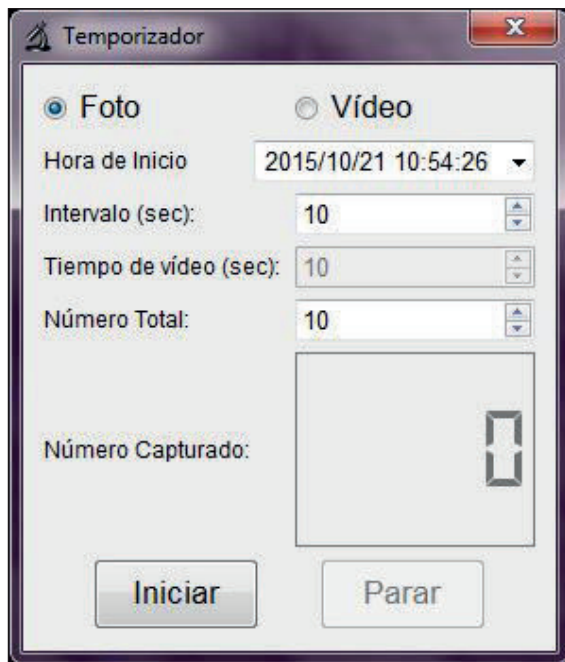 Temporizador
Foto Vídeo
Hora de Inicio 2015/10/21 10:54:26
Intervalo (sec): 10
Tiempo de vídeo (sec): 10
Número Total: 10
Número Capturado: 0
Iniciar Parar